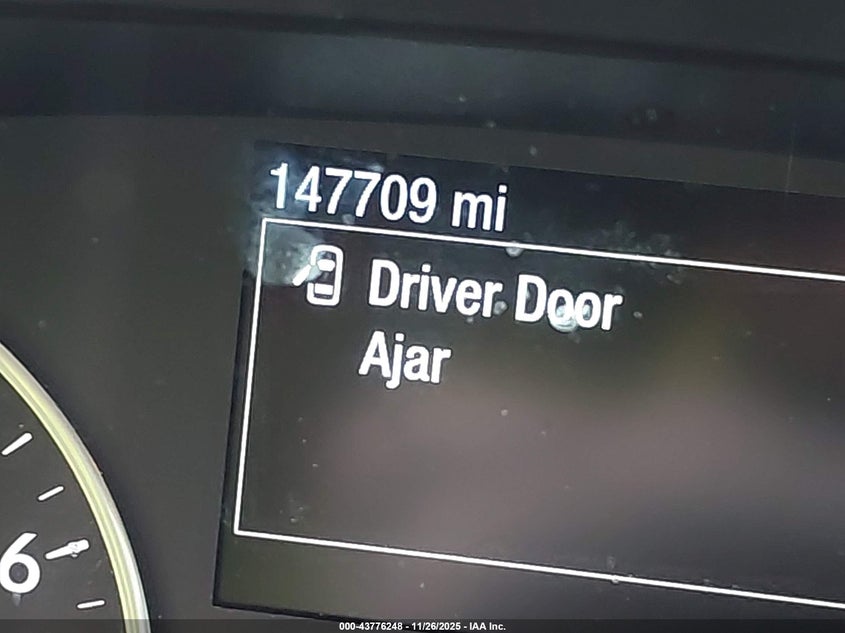 147709 mi
Driver Door
Ajar
6
000-43776248 - 11/26/2025 - IAA Inc.